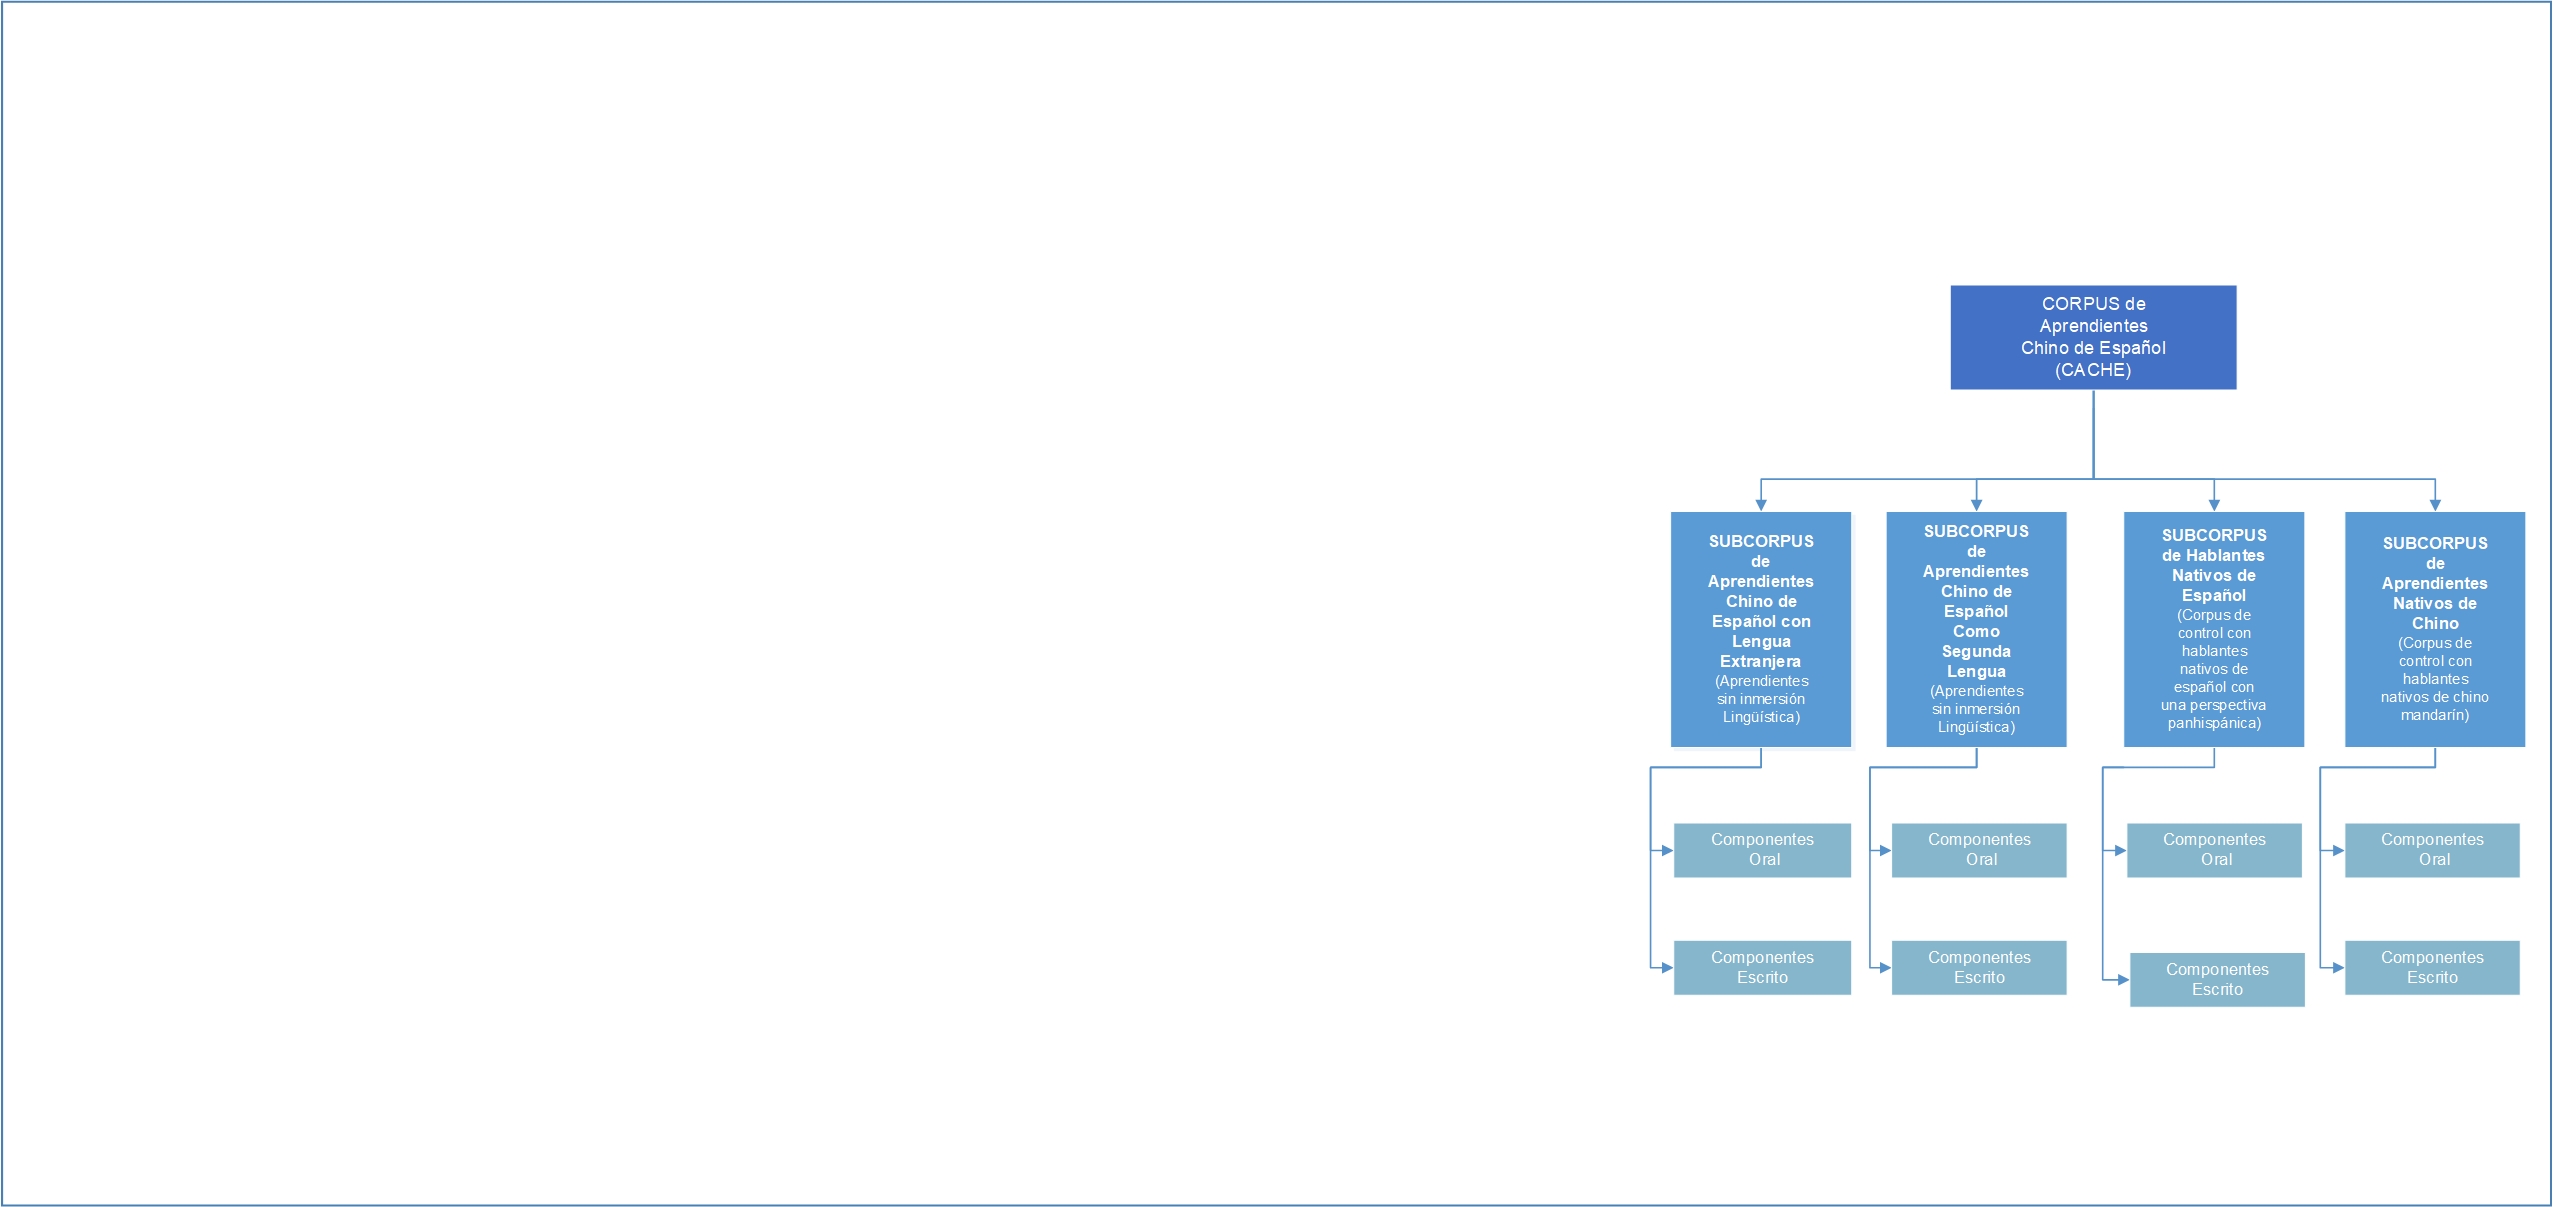 CORPUS de
Aprendientes
Chino de Español
(CACHE)
SUBCORPUS
de
Aprendientes
Chino de
Español con
Lengua
Extranjera
(Aprendientes
sin inmersión
Lingüística)
SUBCORPUS
de
Aprendientes
Chino de
Español
Como
Segunda
Lengua
(Aprendientes
sin inmersión
Lingüística)
SUBCORPUS
de Hablantes
Nativos de
Español
(Corpus de
control con
hablantes
nativos de
español con
una perspectiva
panhispánica)
SUBCORPUS
de
Aprendientes
Nativos de
Chino
(Corpus de
control con
hablantes
nativos de chino
mandarín)
Componentes
Oral
Componentes
Oral
Componentes
Oral
Componentes
Oral
Componentes
Escrito
Componentes
Escrito
Componentes
Escrito
Componentes
Escrito